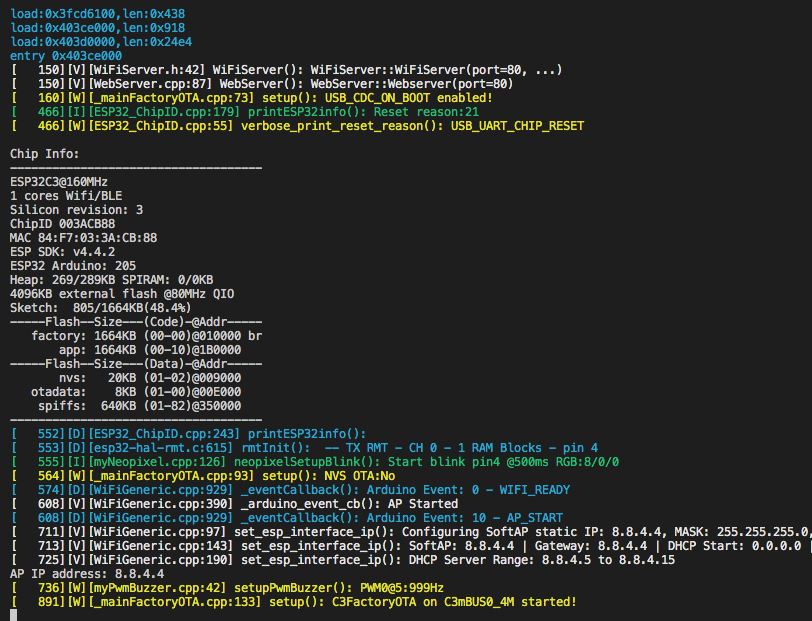 load:0x3fcd6100,len:0x438
load:0x403ce000,len:0x918
load:0x403d0000,len:0x24e4
entry 0x403ce000
[   150][V][WiFiServer.h:42] WiFiServer(): WiFiServer::WiFiServer(port=80, ...)
[   150][V][WebServer.cpp:87] WebServer(): WebServer::Webserver(port=80)
[   160][W][_mainFactoryOTA.cpp:73] setup(): USB_CDC_ON_BOOT enabled!
[   466][I][ESP32_ChipID.cpp:179] printESP32info(): Reset reason:21
[   466][W][ESP32_ChipID.cpp:55] verbose_print_reset_reason(): USB_UART_CHIP_RESET
Chip Info:
------------------------------------
ESP32C3@160MHz
1 cores Wifi/BLE
Silicon revision: 3
ChipID 003ACB88
MAC 84:F7:03:3A:CB:88
ESP SDK: v4.4.2
ESP32 Arduino: 205
Heap: 269/289KB SPIRAM: 0/0KB
4096KB external flash @80MHz QIO
Sketch:  805/1664KB(48.4%)
-----Flash--Size---(Code)-@Addr-----
   factory: 1664KB (00-00)@010000 br
       app: 1664KB (00-10)@1B0000
-----Flash--Size---(Data)-@Addr-----
       nvs:   20KB (01-02)@009000
   otadata:    8KB (01-00)@00E000
    spiffs:  640KB (01-82)@350000
------------------------------------
[   552][D][ESP32_ChipID.cpp:243] printESP32info():
[   553][D][esp32-hal-rmt.c:615] rmtInit():  -- TX RMT - CH 0 - 1 RAM Blocks - pin 4
[   555][I][myNeopixel.cpp:126] neopixelSetupBlink(): Start blink pin4 @500ms RGB:8/0/0
[   564][W][_mainFactoryOTA.cpp:93] setup(): NVS OTA:No
[   574][D][WiFiGeneric.cpp:929] _eventCallback(): Arduino Event: 0 - WIFI_READY
[   608][V][WiFiGeneric.cpp:390] _arduino_event_cb(): AP Started
[   608][D][WiFiGeneric.cpp:929] _eventCallback(): Arduino Event: 10 - AP_START
[   711][V][WiFiGeneric.cpp:97] set_esp_interface_ip(): Configuring SoftAP static IP: 8.8.4.4, MASK: 255.255.255.0,
[   713][V][WiFiGeneric.cpp:143] set_esp_interface_ip(): SoftAP: 8.8.4.4 | Gateway: 8.8.4.4 | DHCP Start: 0.0.0.0 |
[   725][V][WiFiGeneric.cpp:190] set_esp_interface_ip(): DHCP Server Range: 8.8.4.5 to 8.8.4.15
AP IP address: 8.8.4.4
[   736][W][myPwmBuzzer.cpp:42] setupPwmBuzzer(): PWM0@5:999Hz
[   891][W][_mainFactoryOTA.cpp:133] setup(): C3FactoryOTA on C3mBUS0_4M started!